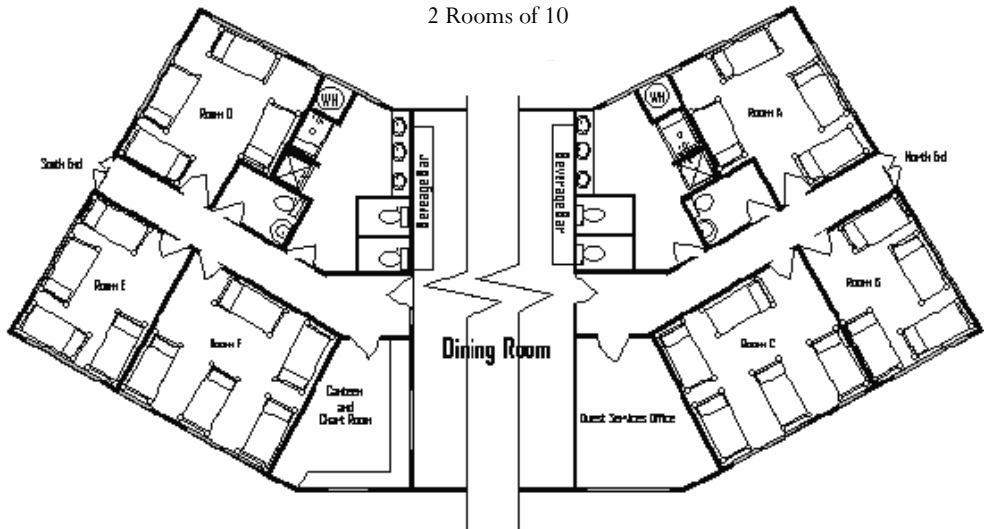 2 Rooms of 10
Room D
WH
WH
Room A
South End
North End
Beverage Bar
Beverage Bar
Room E
Room F
Room C
Room G
Dining Room
Canteen
and
Chart Room
Guest Services Office